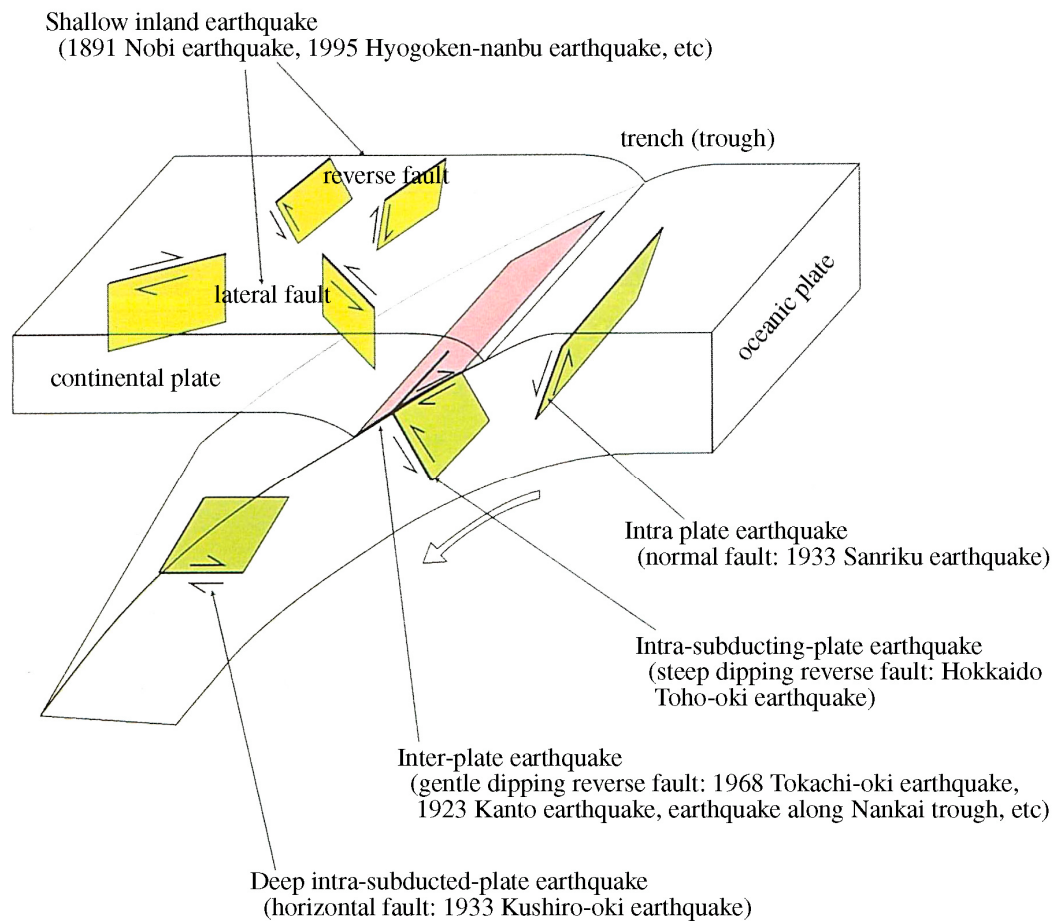 Shallow inland earthquake
(1891 Nobi earthquake, 1995 Hyogoken-nanbu earthquake, etc)
trench (trough)
reverse fault
lateral fault
oceanic plate
continental plate
Intra plate earthquake
(normal fault: 1933 Sanriku earthquake)
Intra-subducting-plate earthquake
(steep dipping reverse fault: Hokkaido
Toho-oki earthquake)
Inter-plate earthquake
(gentle dipping reverse fault: 1968 Tokachi-oki earthquake,
1923 Kanto earthquake, earthquake along Nankai trough, etc)
Deep intra-subducted-plate earthquake
(horizontal fault: 1933 Kushiro-oki earthquake)